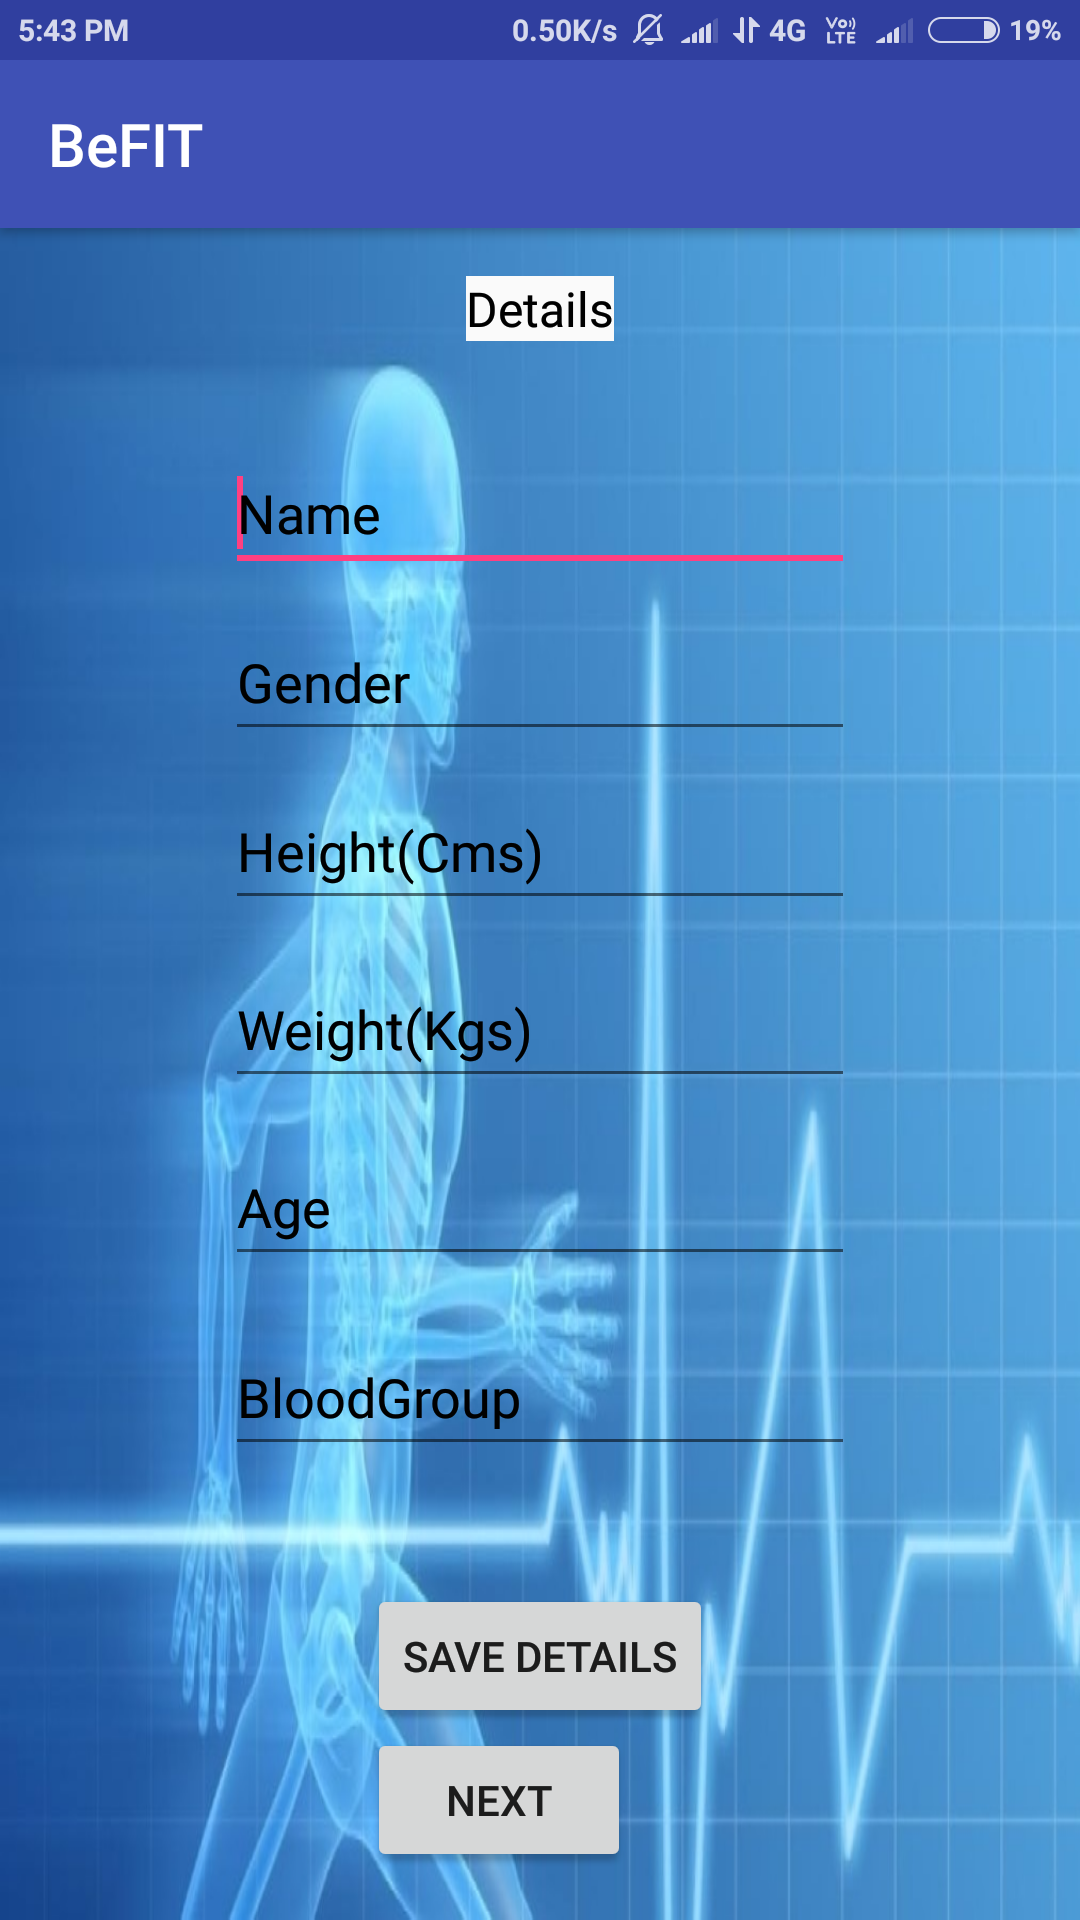 5:43 PM 0.50K/s 4G VoLTE 19%
BeFIT
Details
Name
Gender
Height(Cms)
Weight(Kgs)
Age
BloodGroup
SAVE DETAILS
NEXT